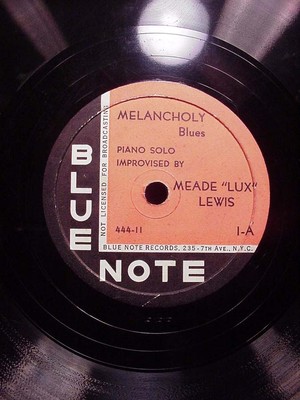 MELANCHOLY
Blues
PIANO SOLO
IMPROVISED BY
MEADE "LUX"
LEWIS
444-11
1-A
NOT LICENSED FOR BROADCASTING
BLUE NOTE RECORDS, 235-7TH AVE., N.Y.C.
BLUE
NOTE